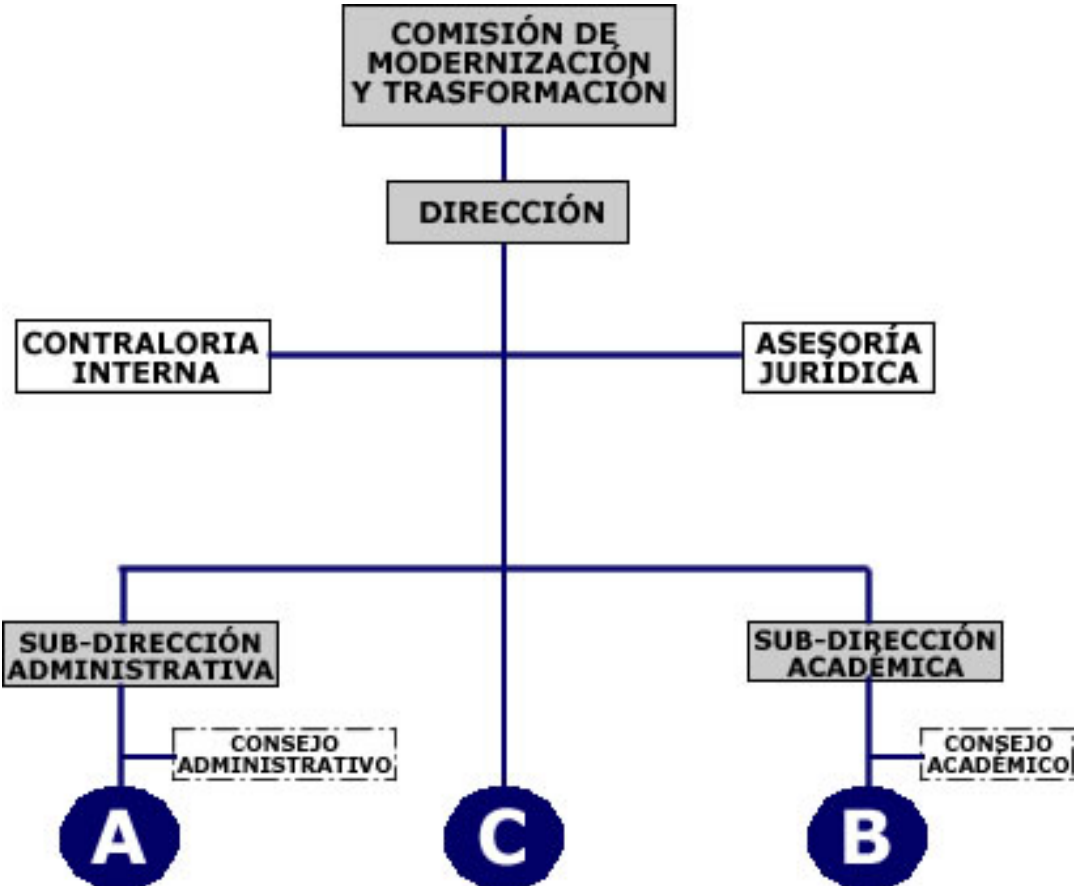 COMISIÓN DE
MODERNIZACIÓN
Y TRASFORMACIÓN
DIRECCIÓN
CONTRALORIA
INTERNA
ASESORÍA
JURÍDICA
SUB-DIRECCIÓN
ADMINISTRATIVA
SUB-DIRECCIÓN
ACADÉMICA
CONSEJO
ADMINISTRATIVO
CONSEJO
ACADÉMICO
A
C
B